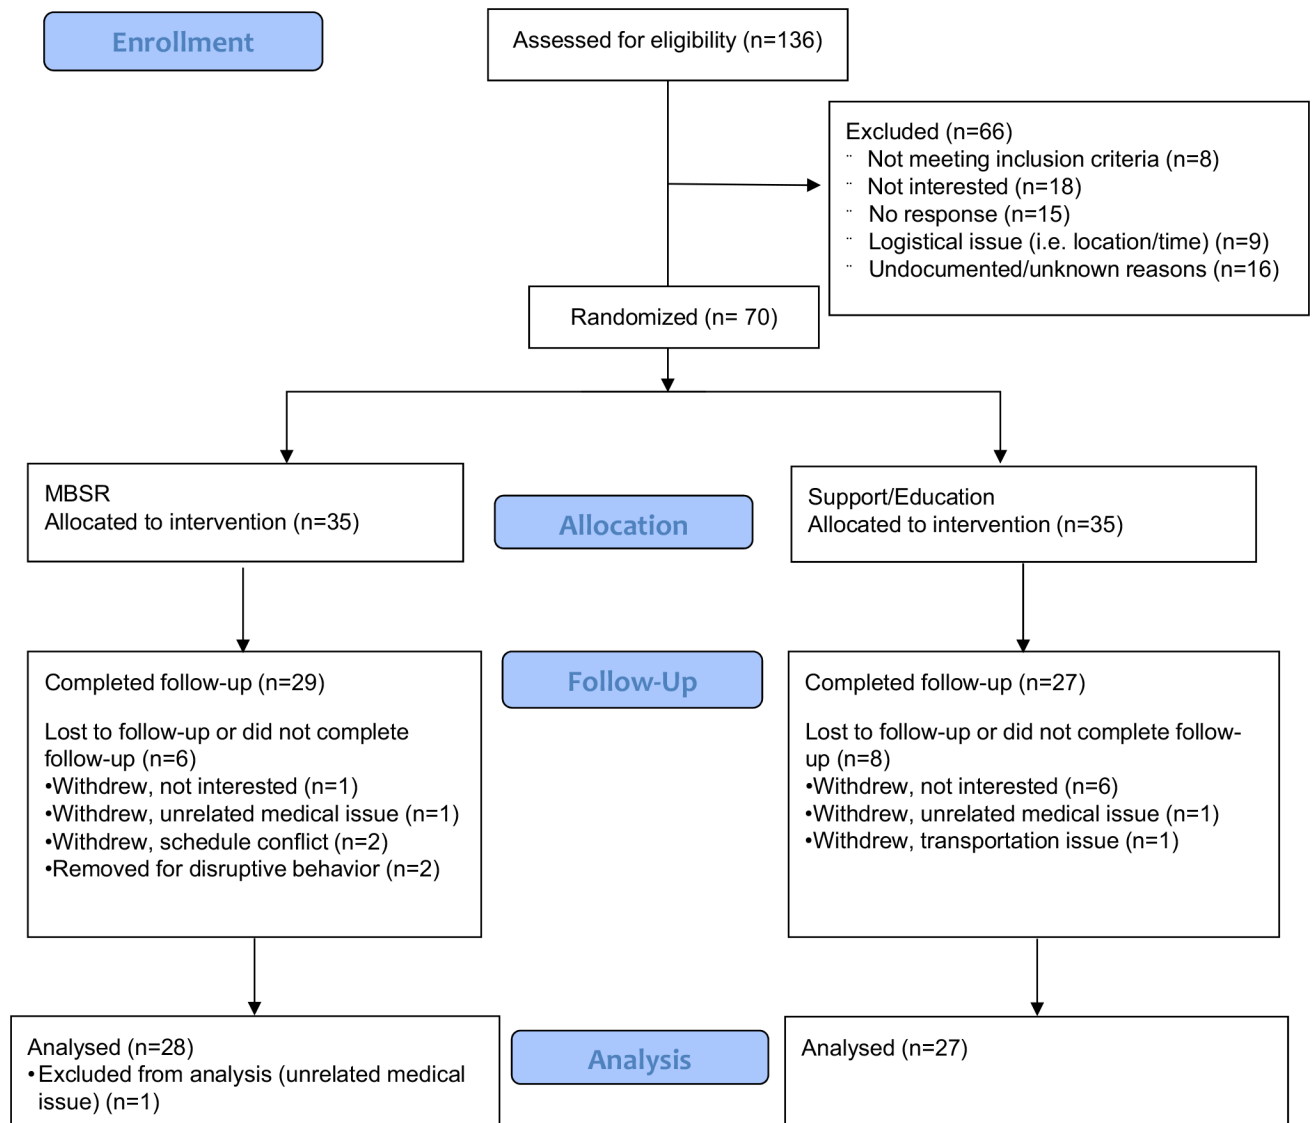 Enrollment
Assessed for eligibility (n=136)
Excluded (n=66)
¨ Not meeting inclusion criteria (n=8)
¨ Not interested (n=18)
¨ No response (n=15)
¨ Logistical issue (i.e. location/time) (n=9)
¨ Undocumented/unknown reasons (n=16)
Randomized (n= 70)
MBSR
Allocated to intervention (n=35)
Allocation
Support/Education
Allocated to intervention (n=35)
Completed follow-up (n=29)
Lost to follow-up or did not complete
follow-up (n=6)
•Withdrew, not interested (n=1)
•Withdrew, unrelated medical issue (n=1)
•Withdrew, schedule conflict (n=2)
•Removed for disruptive behavior (n=2)
Follow-Up
Completed follow-up (n=27)
Lost to follow-up or did not complete follow-
up (n=8)
•Withdrew, not interested (n=6)
•Withdrew, unrelated medical issue (n=1)
•Withdrew, transportation issue (n=1)
Analysed (n=28)
•Excluded from analysis (unrelated medical
issue) (n=1)
Analysis
Analysed (n=27)